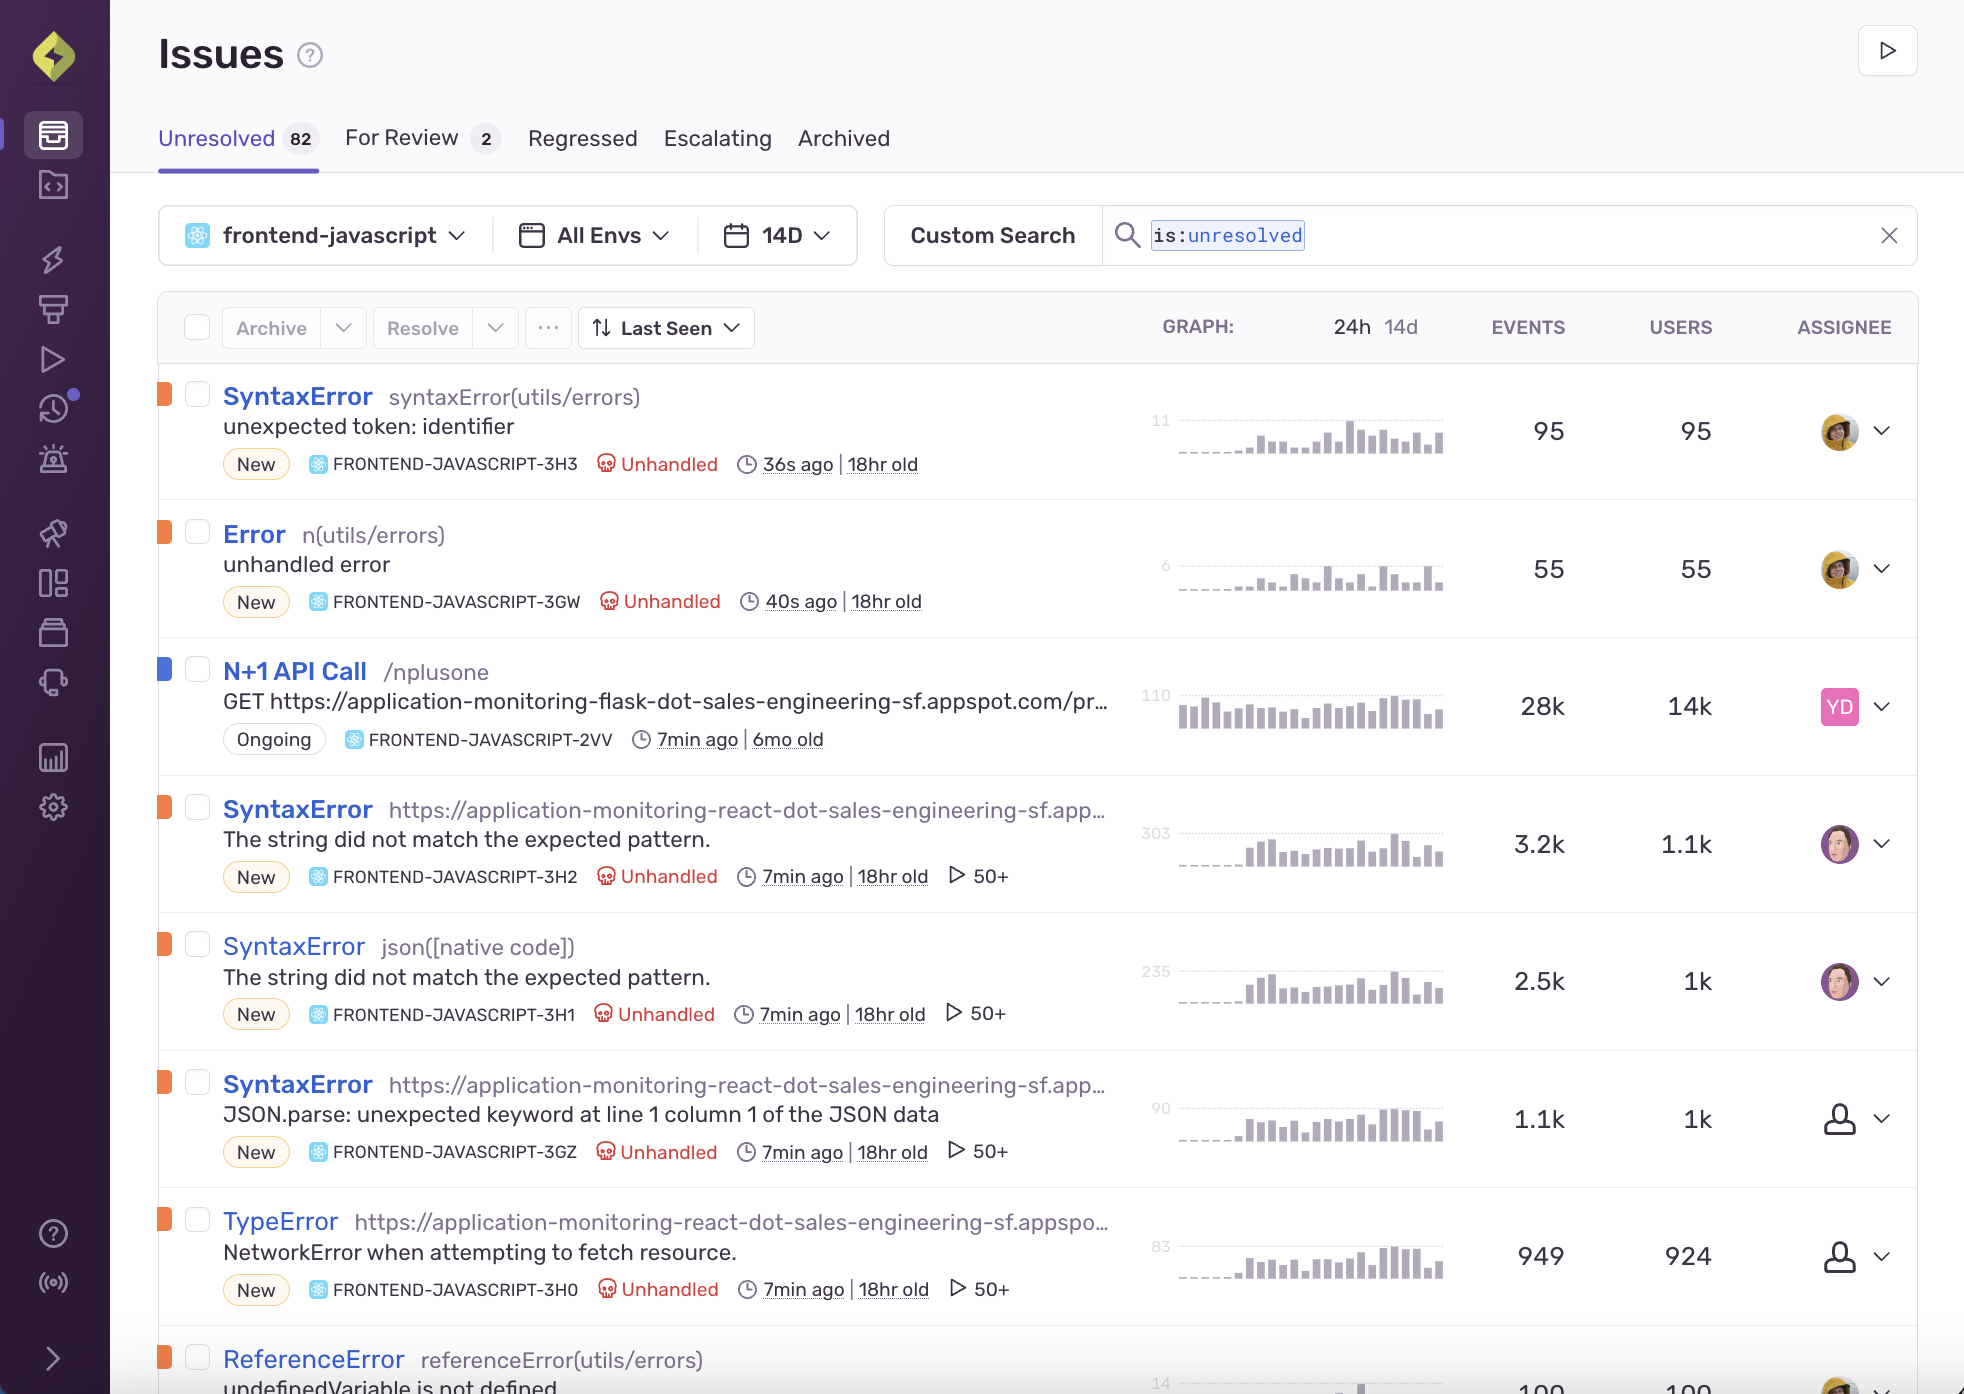 Issues ?
Unresolved 82 For Review 2 Regressed Escalating Archived
frontend-javascript All Envs 14D Custom Search is:unresolved
Archive Resolve ... Last Seen GRAPH: 24h 14d EVENTS USERS ASSIGNEE
SyntaxError syntaxError(utils/errors)
unexpected token: identifier
11 95 95
New FRONTEND-JAVASCRIPT-3H3 Unhandled 36s ago | 18hr old
Error n(utils/errors)
unhandled error
6 55 55
New FRONTEND-JAVASCRIPT-3GW Unhandled 40s ago | 18hr old
N+1 API Call /nplusone
GET https://application-monitoring-flask-dot-sales-engineering-sf.appspot.com/pr...
110 28k 14k YD
Ongoing FRONTEND-JAVASCRIPT-2VV 7min ago | 6mo old
SyntaxError https://application-monitoring-react-dot-sales-engineering-sf.app...
The string did not match the expected pattern.
303 3.2k 1.1k
New FRONTEND-JAVASCRIPT-3H2 Unhandled 7min ago | 18hr old 50+
SyntaxError json([native code])
The string did not match the expected pattern.
235 2.5k 1k
New FRONTEND-JAVASCRIPT-3H1 Unhandled 7min ago | 18hr old 50+
SyntaxError https://application-monitoring-react-dot-sales-engineering-sf.app...
JSON.parse: unexpected keyword at line 1 column 1 of the JSON data
90 1.1k 1k
New FRONTEND-JAVASCRIPT-3GZ Unhandled 7min ago | 18hr old 50+
TypeError https://application-monitoring-react-dot-sales-engineering-sf.appspo...
NetworkError when attempting to fetch resource.
83 949 924
New FRONTEND-JAVASCRIPT-3H0 Unhandled 7min ago | 18hr old 50+
ReferenceError referenceError(utils/errors)
undefinedVariable is not defined
14 100 100
?